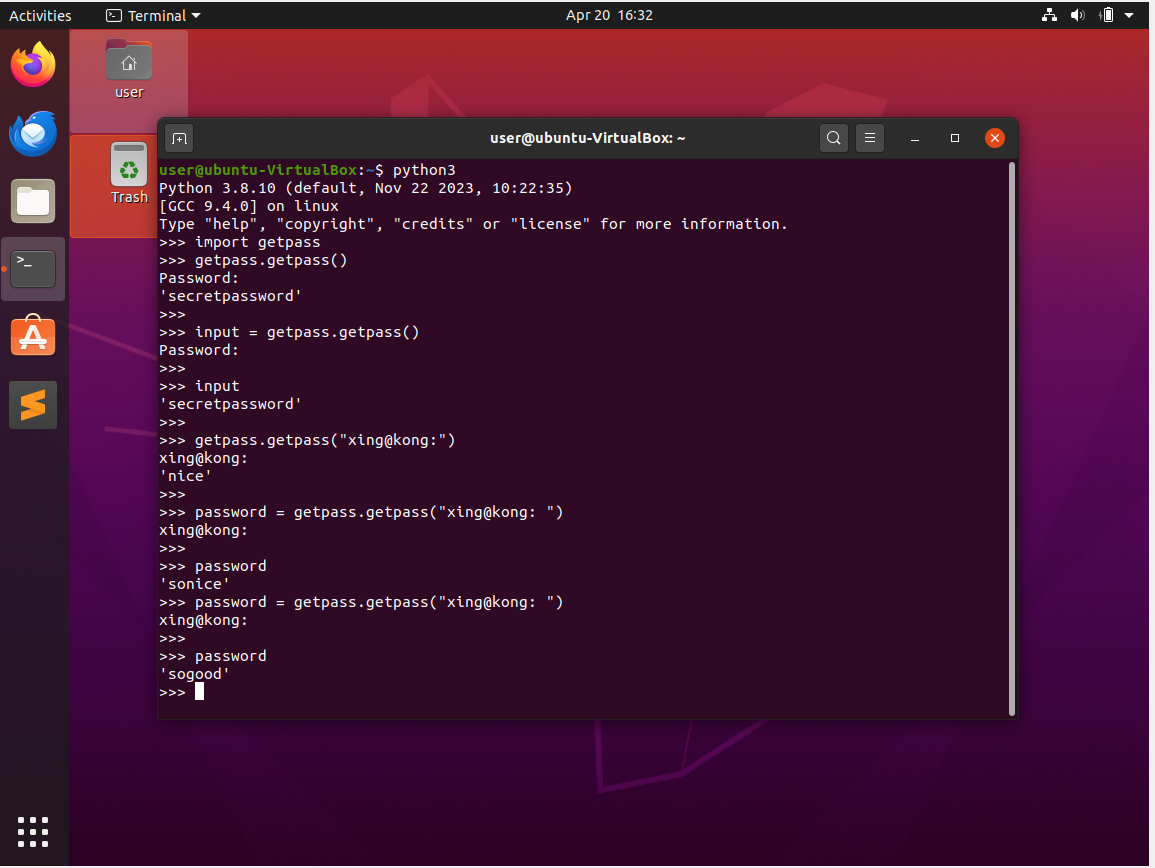 Activities
Terminal
Apr 20 16:32
user
Trash
user@ubuntu-VirtualBox: ~
user@ubuntu-VirtualBox:~$ python3
Python 3.8.10 (default, Nov 22 2023, 10:22:35)
[GCC 9.4.0] on linux
Type "help", "copyright", "credits" or "license" for more information.
>>> import getpass
>>> getpass.getpass()
Password:
'secretpassword'
>>>
>>> input = getpass.getpass()
Password:
>>>
>>> input
'secretpassword'
>>>
>>> getpass.getpass("xing@kong:")
xing@kong:
'nice'
>>>
>>> password = getpass.getpass("xing@kong: ")
xing@kong:
>>>
>>> password
'sonice'
>>> password = getpass.getpass("xing@kong: ")
xing@kong:
>>>
>>> password
'sogood'
>>>